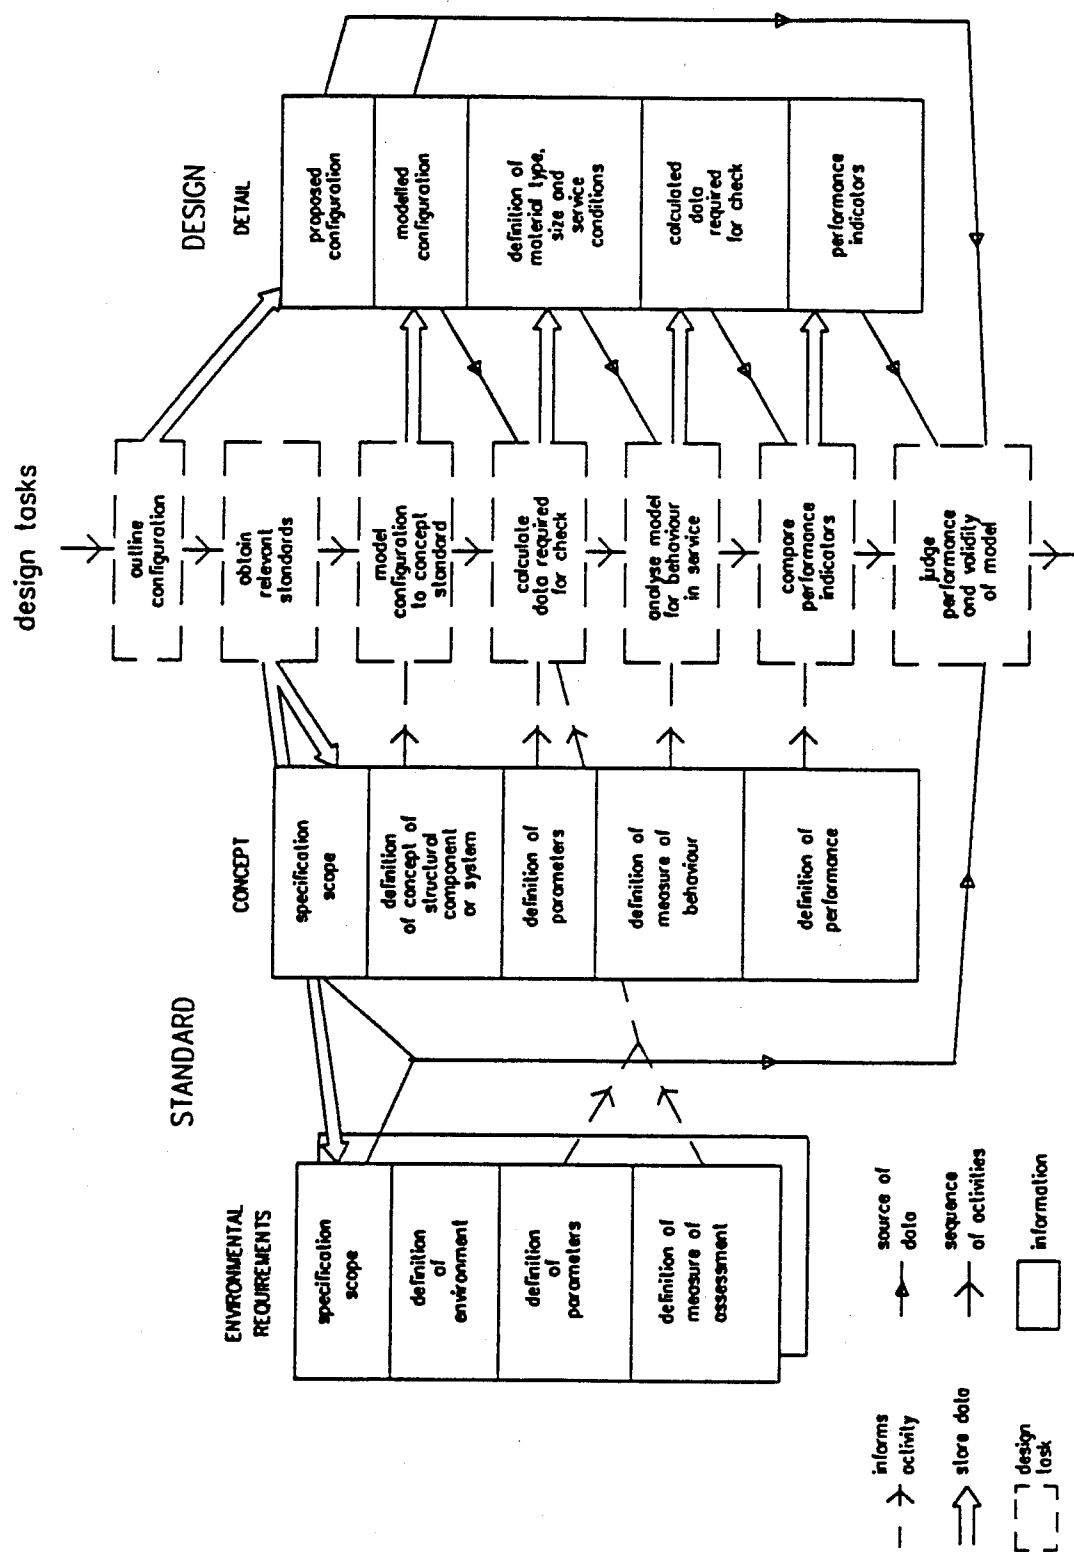 design tasks
outline
configuration
obtain
relevant
standards
model
configuration
to concept
standard
calculate
data required
for check
analyse model
for behaviour
in service
compare
performance
indicators
judge
performance
and validity
of model
DESIGN
DETAIL
proposed
configuration
modelled
configuration
definition of
material type,
size and
service
conditions
calculated
data
required
for check
performance
indicators
STANDARD
CONCEPT
specification
scope
definition
of concept of
structural
component
or system
definition of
parameters
definition of
measure of
behaviour
definition of
performance
ENVIRONMENTAL
REQUIREMENTS
specification
scope
definition
of
environment
definition
of
parameters
definition of
measure of
assessment
informs
activity
source of
data
store data
sequence
of activities
design
task
information